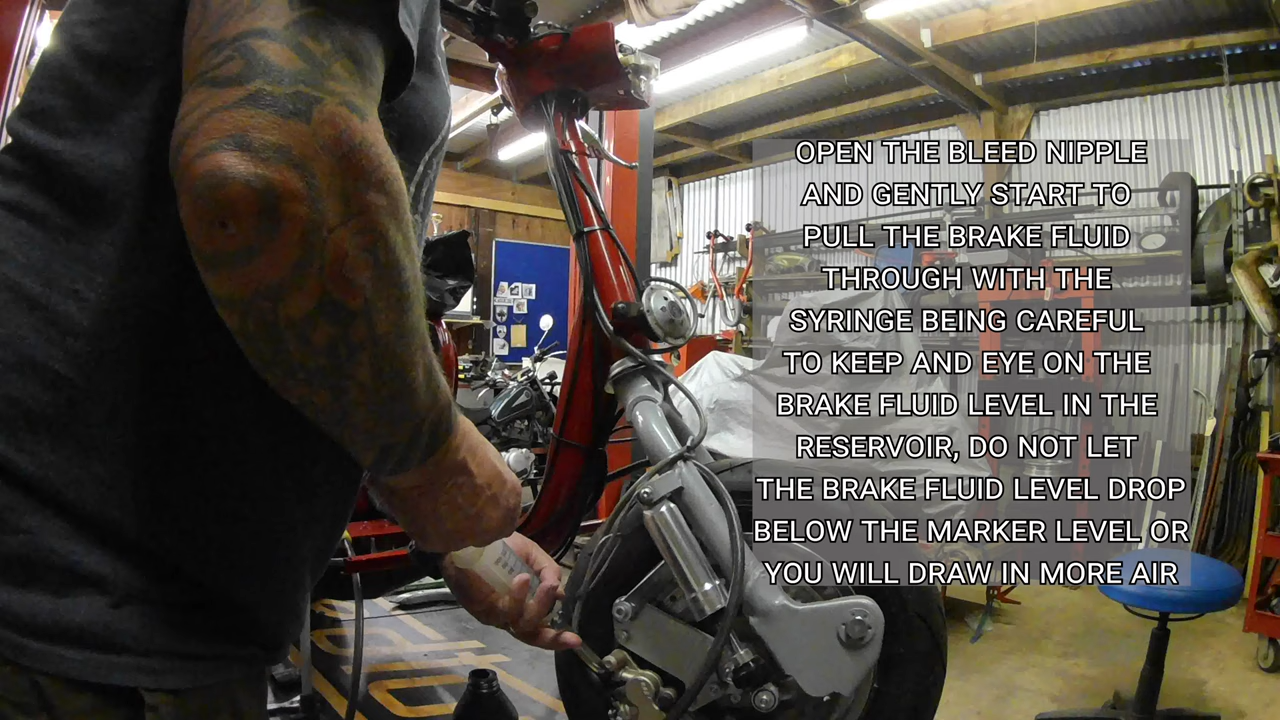 OPEN THE BLEED NIPPLE
AND GENTLY START TO
PULL THE BRAKE FLUID
THROUGH WITH THE
SYRINGE BEING CAREFUL
TO KEEP AND EYE ON THE
BRAKE FLUID LEVEL IN THE
RESERVOIR, DO NOT LET
THE BRAKE FLUID LEVEL DROP
BELOW THE MARKER LEVEL OR
YOU WILL DRAW IN MORE AIR